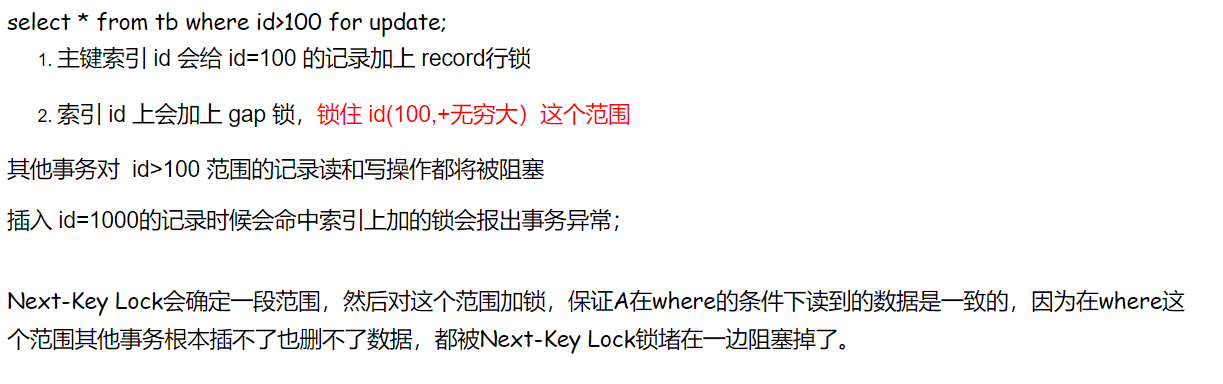 select * from tb where id>100 for update;
1. 主键索引 id 会给 id=100 的记录加上 record行锁
2. 索引 id 上会加上 gap 锁，锁住 id(100,+无穷大）这个范围
其他事务对 id>100 范围的记录读和写操作都将被阻塞
插入 id=1000的记录时候会命中索引上加的锁会报出事务异常；
Next-Key Lock会确定一段范围，然后对这个范围加锁，保证A在where的条件下读到的数据是一致的，因为在where这
个范围其他事务根本插不了也删不了数据，都被Next-Key Lock锁堵在一边阻塞掉了。